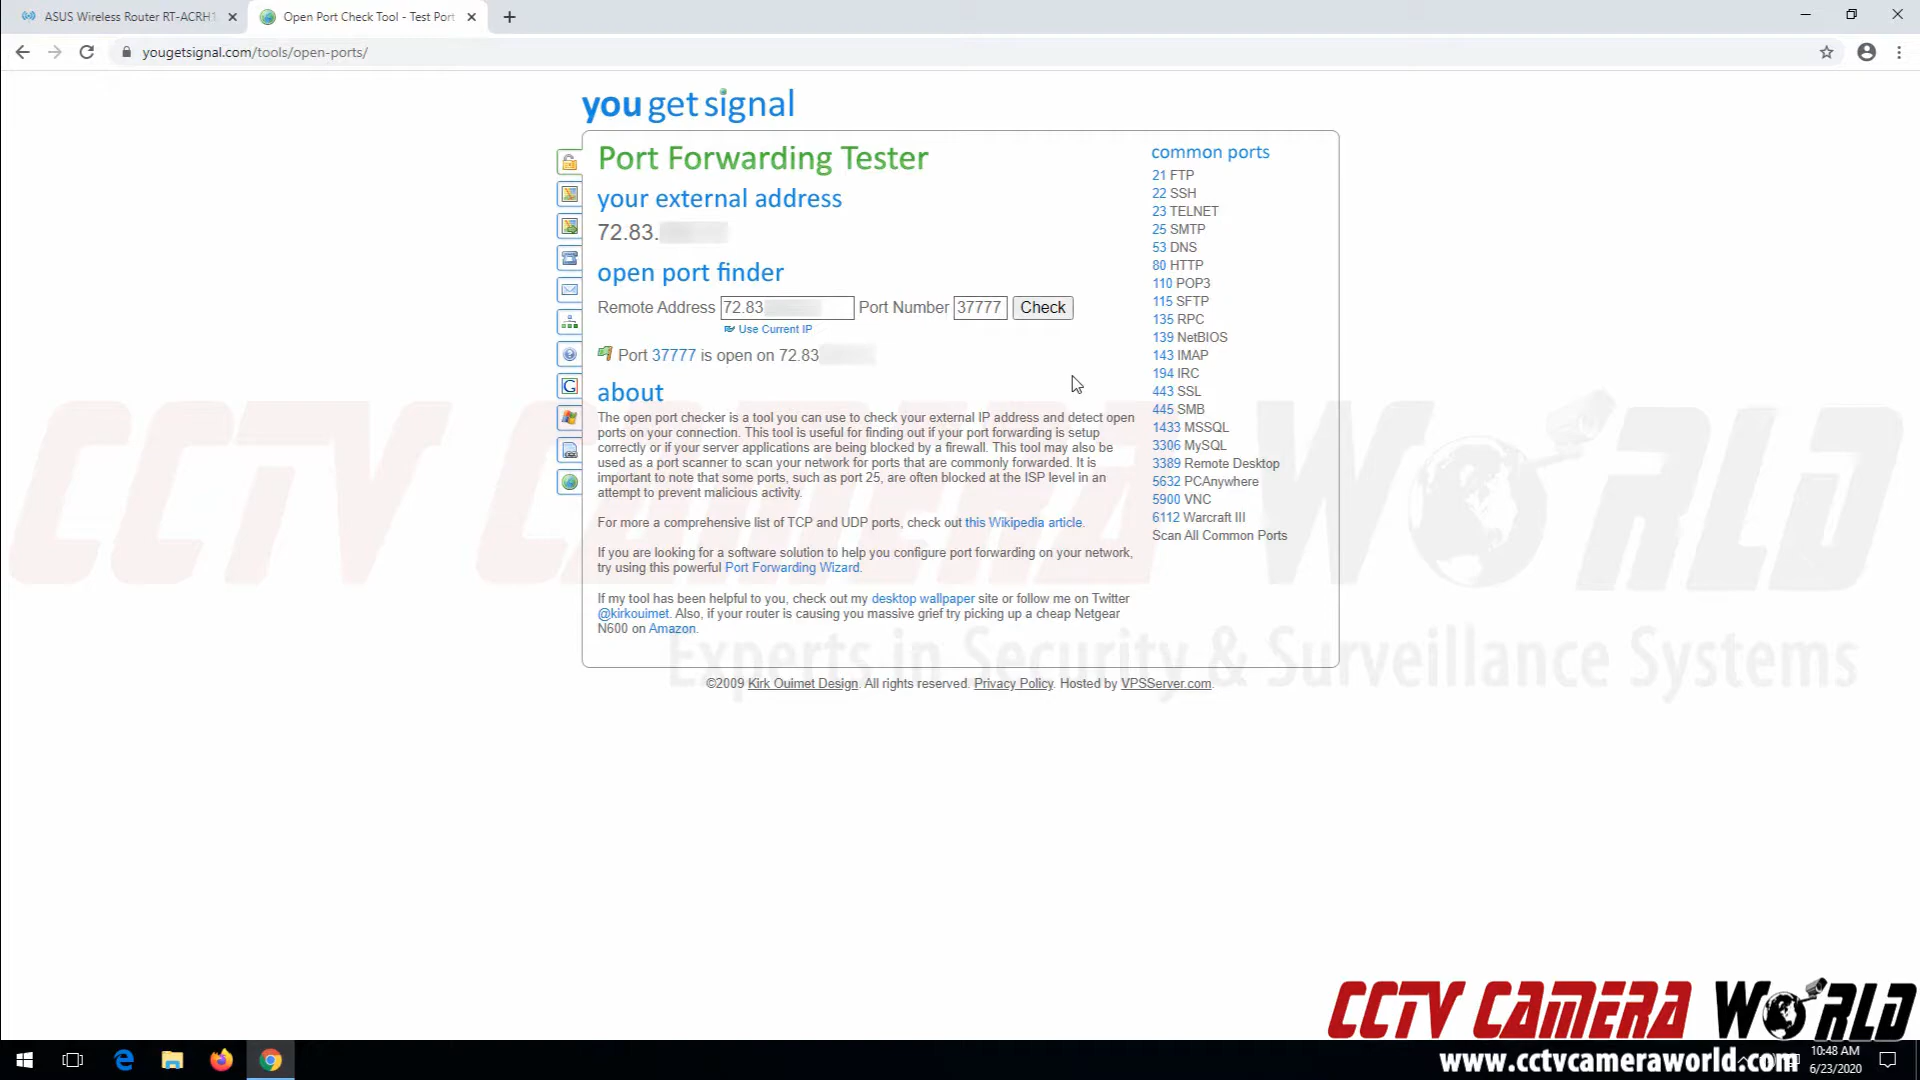 ASUS Wireless Router RT-ACRH1
Open Port Check Tool - Test Port
yougetsignal.com/tools/open-ports/
you get signal
Port Forwarding Tester
your external address
72.83.
open port finder
Remote Address 72.83 Port Number 37777 Check
Use Current IP
Port 37777 is open on 72.83
about
The open port checker is a tool you can use to check your external IP address and detect open
ports on your connection. This tool is useful for finding out if your port forwarding is setup
correctly or if your server applications are being blocked by a firewall. This tool may also be
used as a port scanner to scan your network for ports that are commonly forwarded. It is
important to note that some ports, such as port 25, are often blocked at the ISP level in an
attempt to prevent malicious activity.
For more a comprehensive list of TCP and UDP ports, check out this Wikipedia article.
If you are looking for a software solution to help you configure port forwarding on your network,
try using this powerful Port Forwarding Wizard.
If my tool has been helpful to you, check out my desktop wallpaper site or follow me on Twitter
@kirkouimet. Also, if your router is causing you massive grief try picking up a cheap Netgear
N600 on Amazon.
common ports
21 FTP
22 SSH
23 TELNET
25 SMTP
53 DNS
80 HTTP
110 POP3
115 SFTP
135 RPC
139 NetBIOS
143 IMAP
194 IRC
443 SSL
445 SMB
1433 MSSQL
3306 MySQL
3389 Remote Desktop
5632 PCAnywhere
5900 VNC
6112 Warcraft III
Scan All Common Ports
©2009 Kirk Ouimet Design. All rights reserved. Privacy Policy. Hosted by VPSServer.com.
CCTV CAMERA WORLD
Experts in Security & Surveillance Systems
CCTV CAMERA WORLD
www.cctvcameraworld.com
10:48 AM
6/23/2020